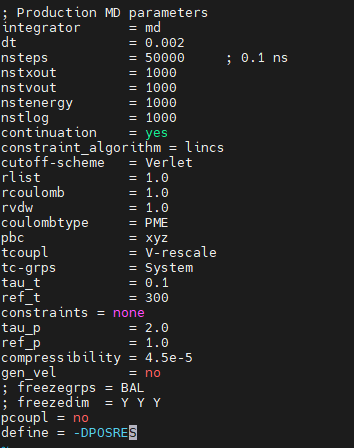 ; Production MD parameters
integrator      = md
dt              = 0.002
nsteps          = 50000     ; 0.1 ns
nstxout         = 1000
nstvout         = 1000
nstenergy       = 1000
nstlog          = 1000
continuation    = yes
constraint_algorithm = lincs
cutoff-scheme   = Verlet
rlist           = 1.0
rcoulomb        = 1.0
rvdw            = 1.0
coulombtype     = PME
pbc             = xyz
tcoupl          = V-rescale
tc-grps         = System
tau_t           = 0.1
ref_t           = 300
constraints = none
tau_p           = 2.0
ref_p           = 1.0
compressibility = 4.5e-5
gen_vel         = no
; freezegrps = BAL
; freezedim  = Y Y Y
pcoupl = no
define = -DPOSRES